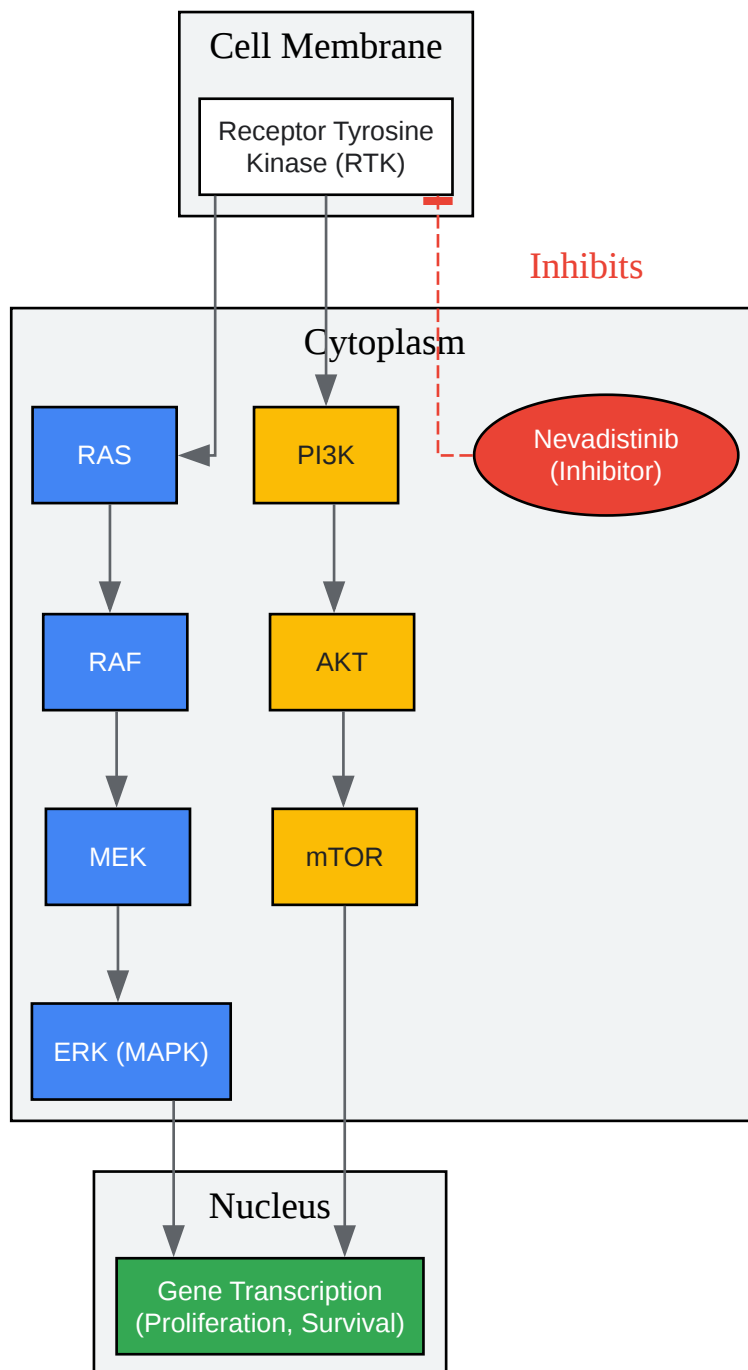 Cell Membrane
Receptor Tyrosine
Kinase (RTK)
Inhibits
Cytoplasm
RAS
PI3K
Nevadistinib
(Inhibitor)
RAF
AKT
MEK
mTOR
ERK (MAPK)
Nucleus
Gene Transcription
(Proliferation, Survival)